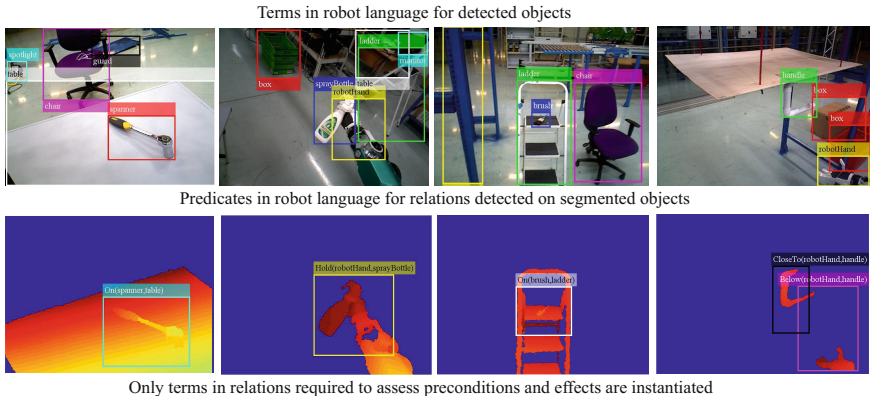 Terms in robot language for detected objects
spotlight
table
guard
chair
spanner
box
sprayBottle
table
robotHand
ladder
manual
ladder
chair
brush
handle
box
box
robotHand
Predicates in robot language for relations detected on segmented objects
On(spanner,table)
Hold(robotHand,sprayBottle)
On(brush,ladder)
CloseTo(robotHand,handle)
Below(robotHand,handle)
Only terms in relations required to assess preconditions and effects are instantiated